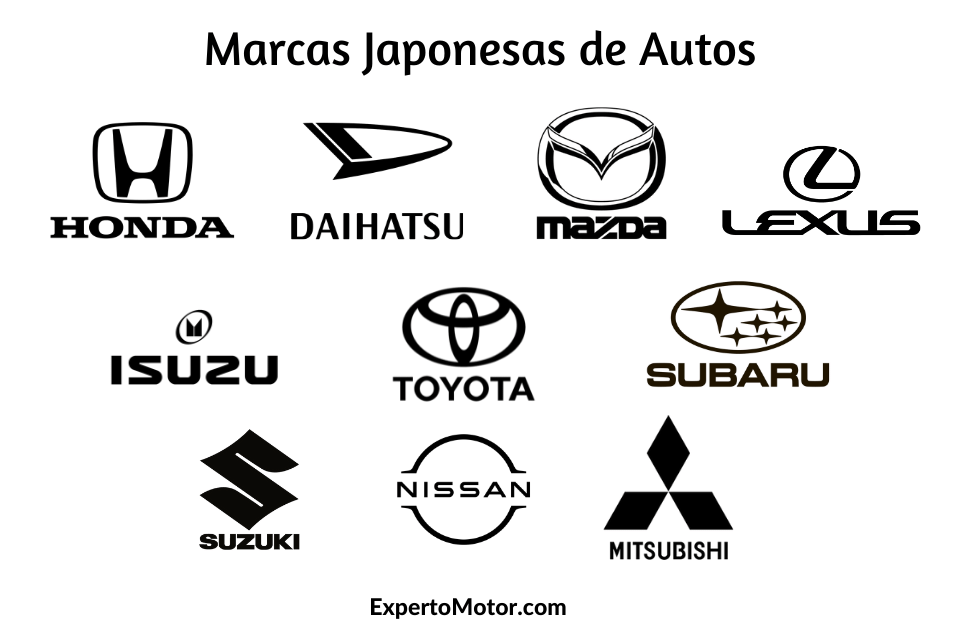 Marcas Japonesas de Autos
HONDA
DAIHATSU
mazda
LEXUS
ISUZU
TOYOTA
SUBARU
SUZUKI
NISSAN
MITSUBISHI
ExpertoMotor.com